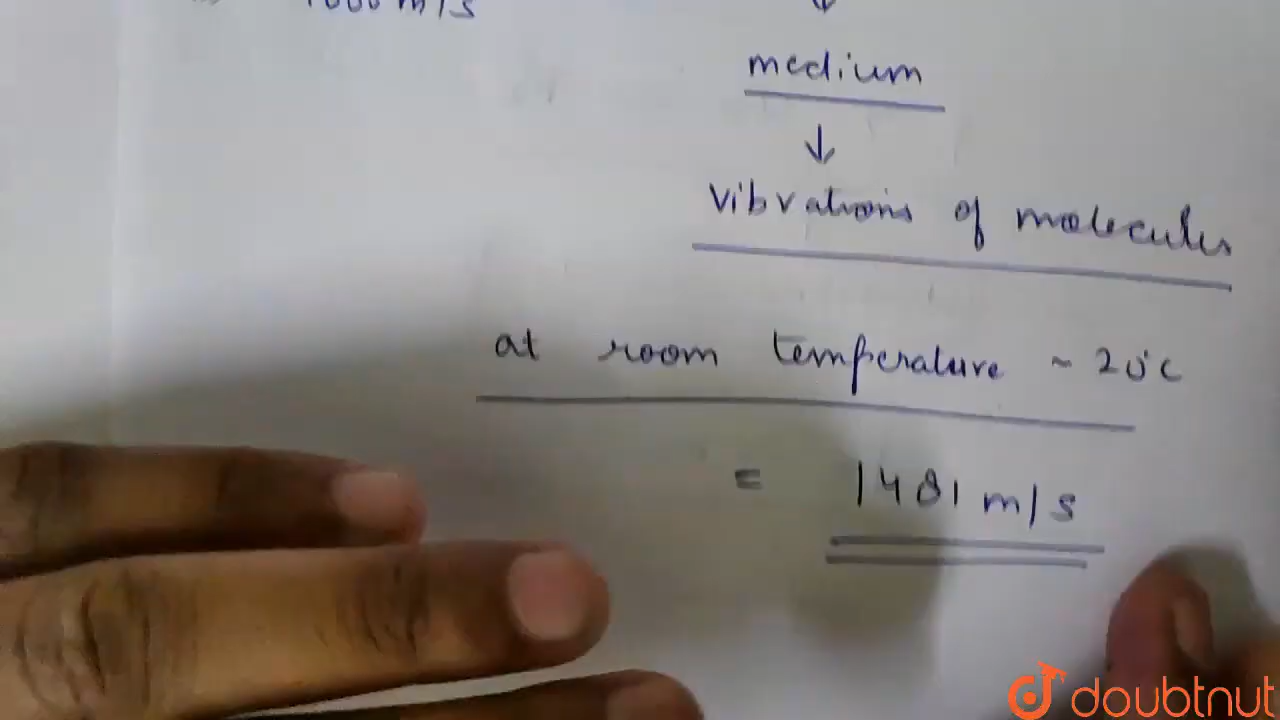 m/s
medium
↓
vibrations of molecules
at room temperature ~ 20°C
= 1481 m/s
doubtnut